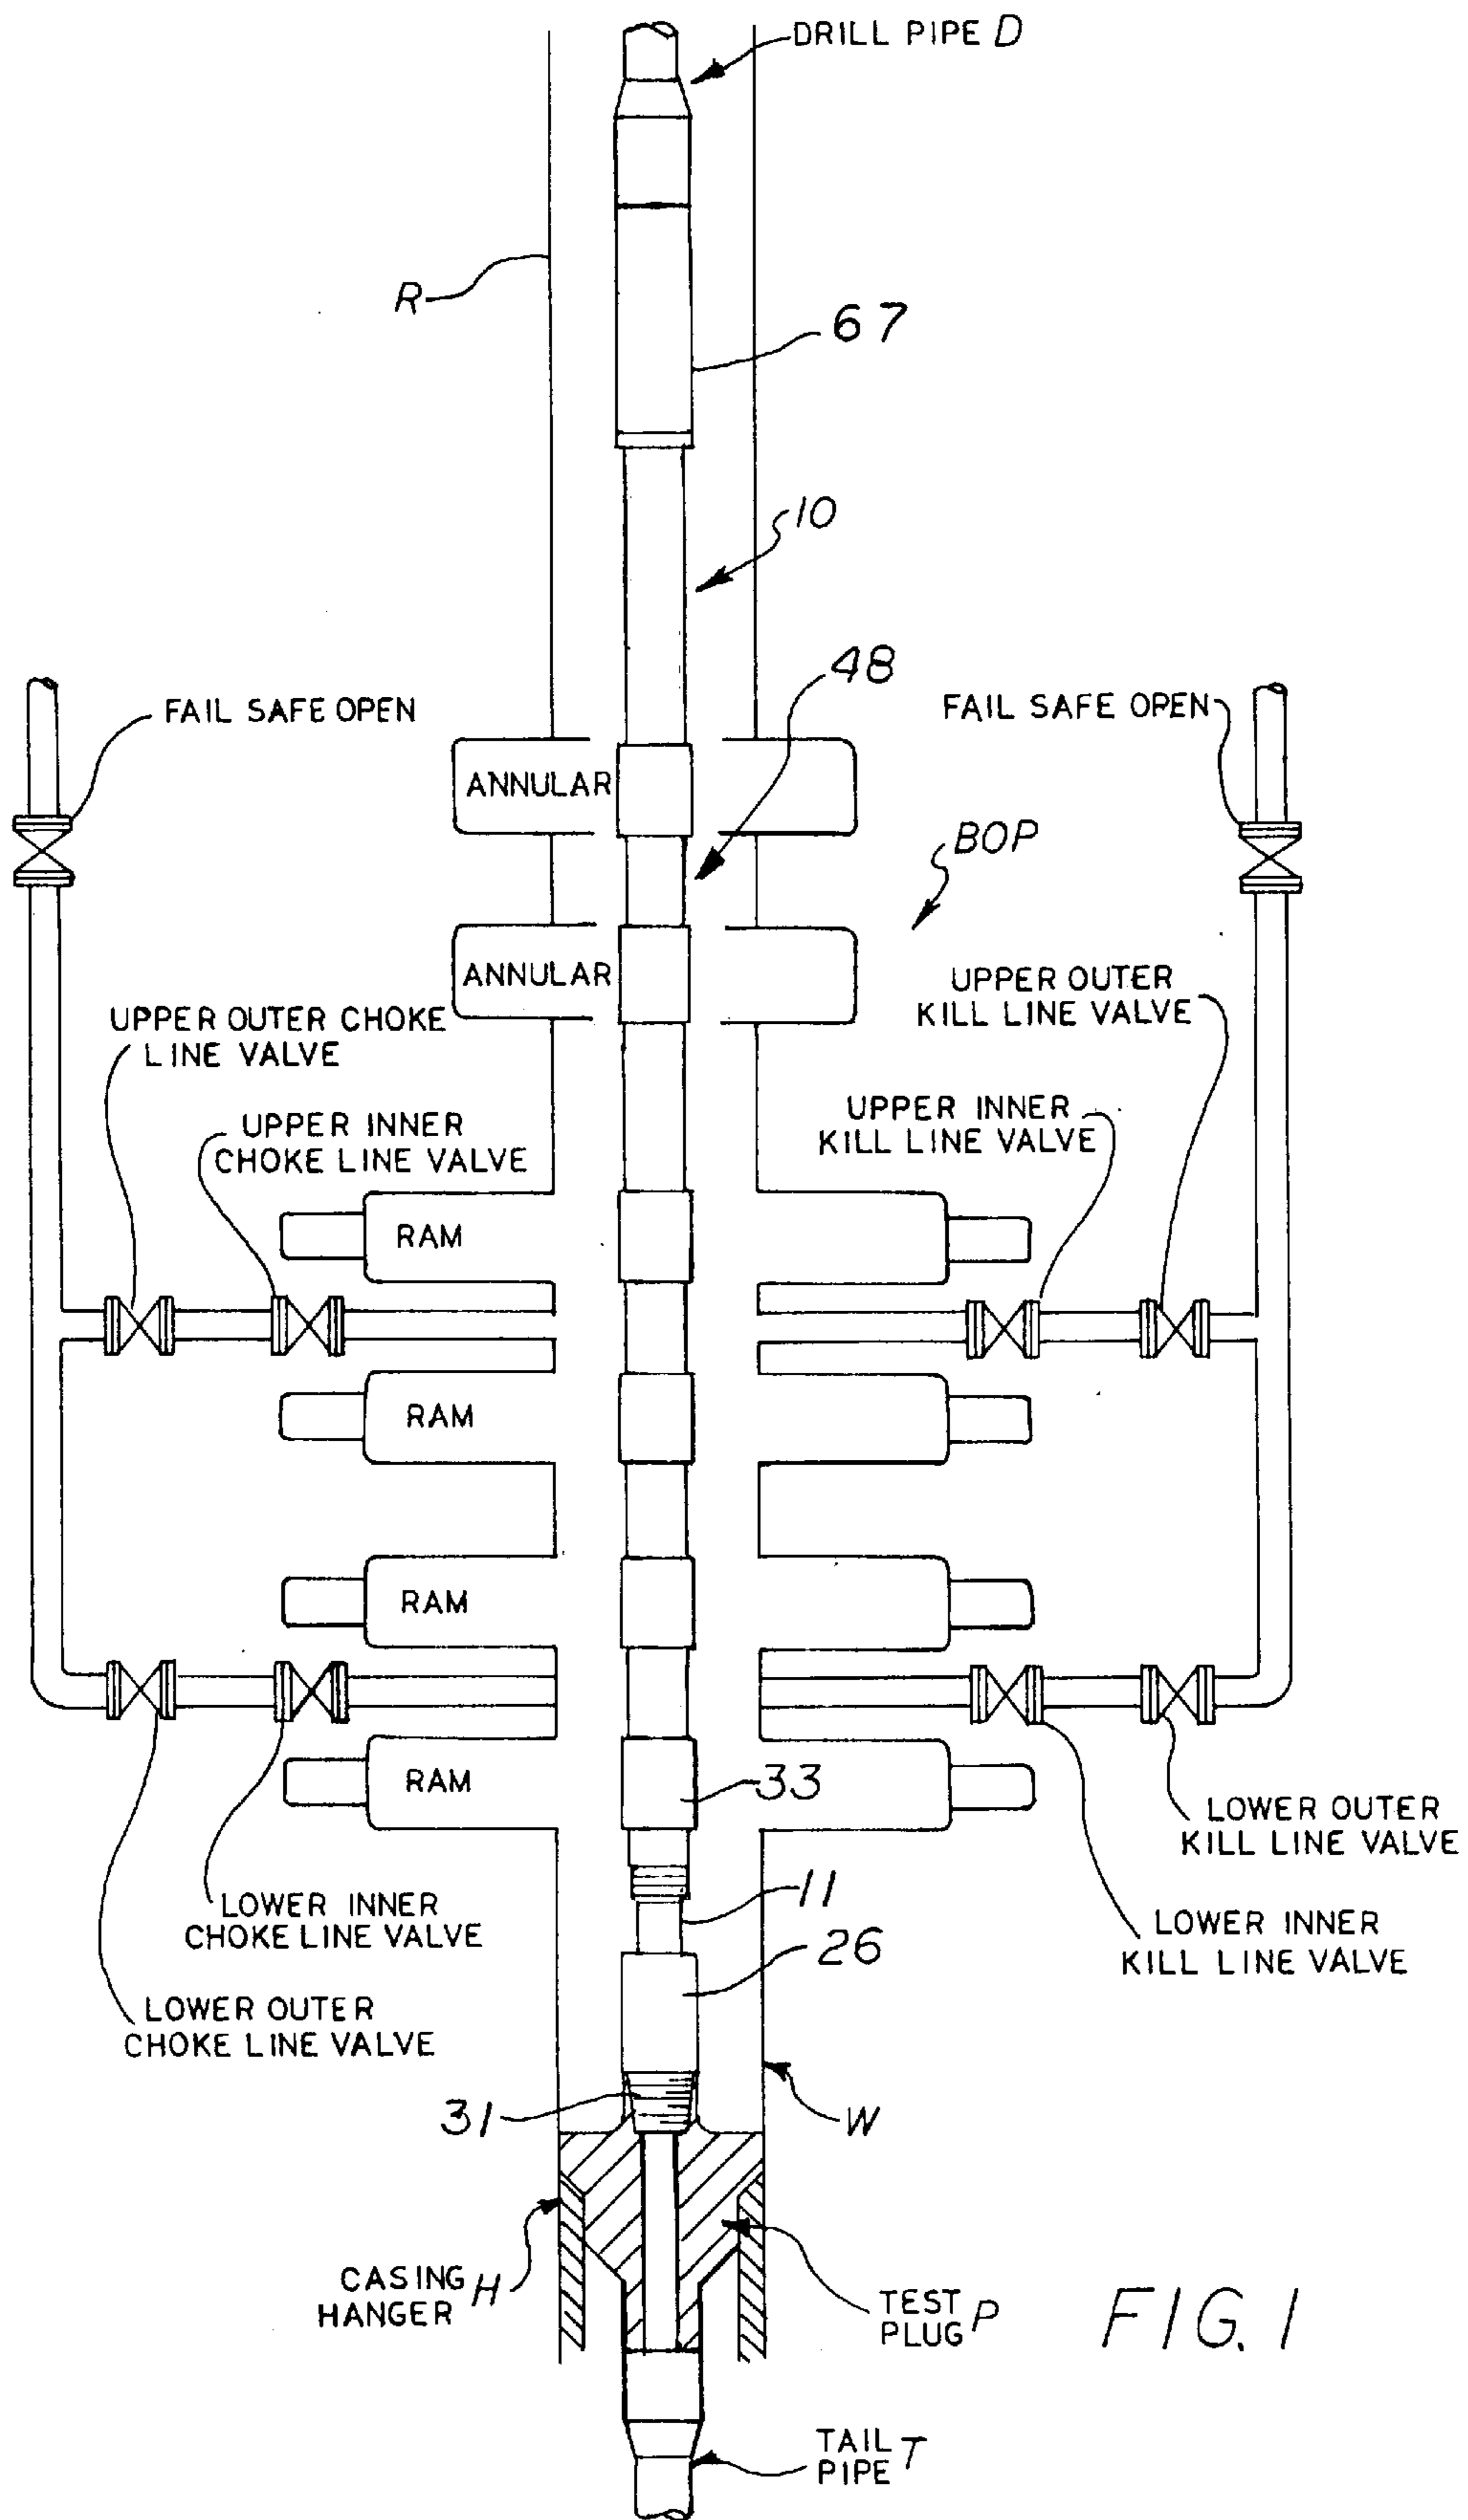 DRILL PIPE D
R
67
10
48
FAIL SAFE OPEN
FAIL SAFE OPEN
ANNULAR
BOP
ANNULAR
UPPER OUTER
KILL LINE VALVE
UPPER OUTER CHOKE
LINE VALVE
UPPER INNER
KILL LINE VALVE
UPPER INNER
CHOKE LINE VALVE
RAM
RAM
RAM
RAM
33
LOWER OUTER
KILL LINE VALVE
11
LOWER INNER
CHOKE LINE VALVE
26
LOWER INNER
KILL LINE VALVE
LOWER OUTER
CHOKE LINE VALVE
31
W
CASING H
HANGER
TEST P
PLUG
FIG. 1
TAIL T
PIPE